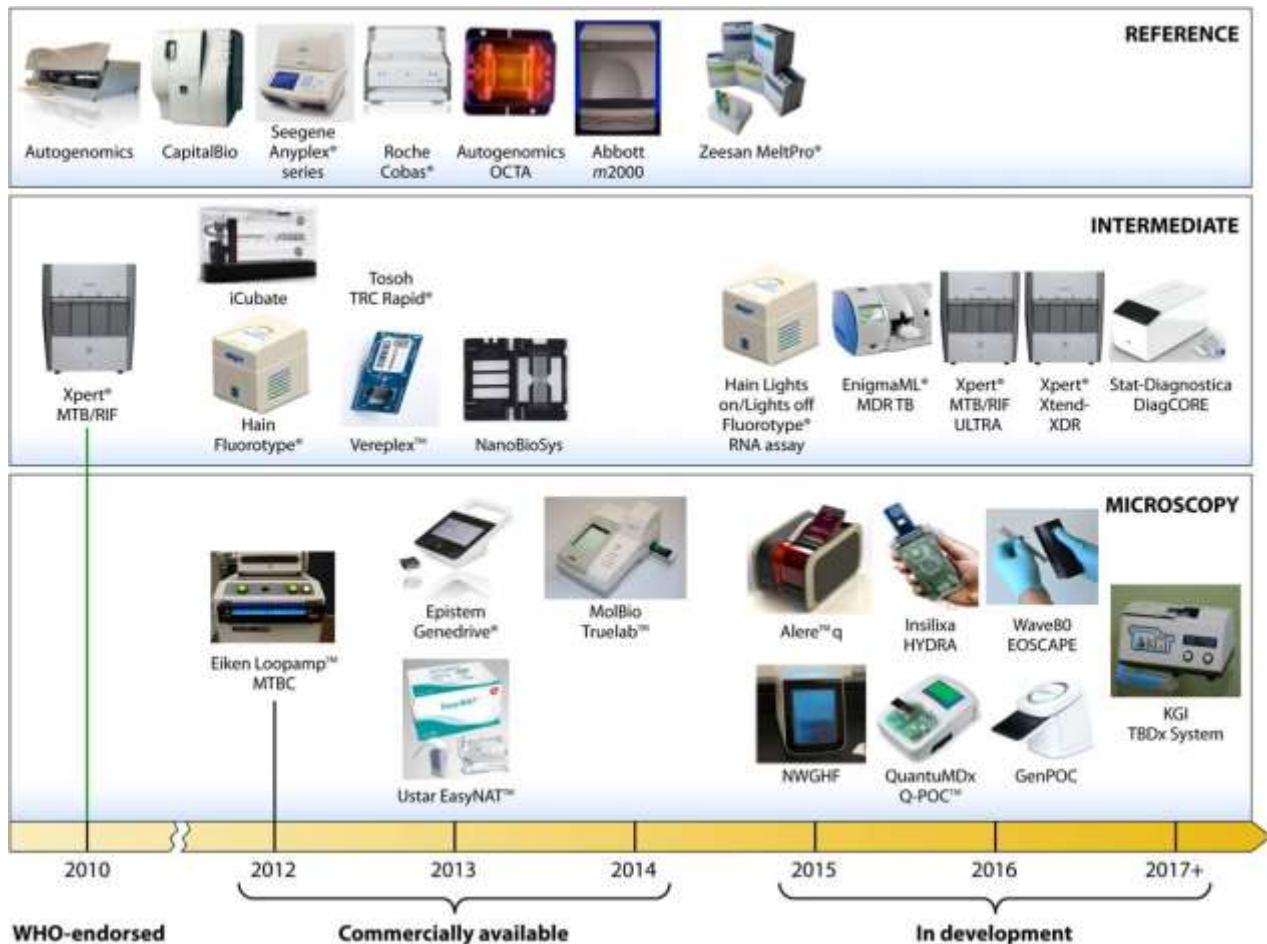 REFERENCE
Autogenomics
CapitalBio
Seegene
Anyplex®
series
Roche
Cobas®
Autogenomics
OCTA
Abbott
m2000
Zeesan MeltPro®
INTERMEDIATE
Xpert®
MTB/RIF
iCubate
Hain
Fluorotype®
Tosoh
TRC Rapid®
Vereplex™
NanoBioSys
Hain Lights
on/Lights off
Fluorotype®
RNA assay
EnigmaML®
MDR TB
Xpert®
MTB/RIF
ULTRA
Xpert®
Xtend-
XDR
Stat-Diagnostica
DiagCORE
MICROSCOPY
Eiken Loopamp™
MTBC
Epistem
Genedrive®
EasyNAT
Ustar EasyNAT™
MolBio
Truelab™
Alere™ q
Insilixa
HYDRA
Wave80
EOSCAPE
NWGHF
QuantuMDx
Q-POC™
GenPOC
KGI
TBDx System
2010
2012
2013
2014
2015
2016
2017+
WHO-endorsed
Commercially available
In development